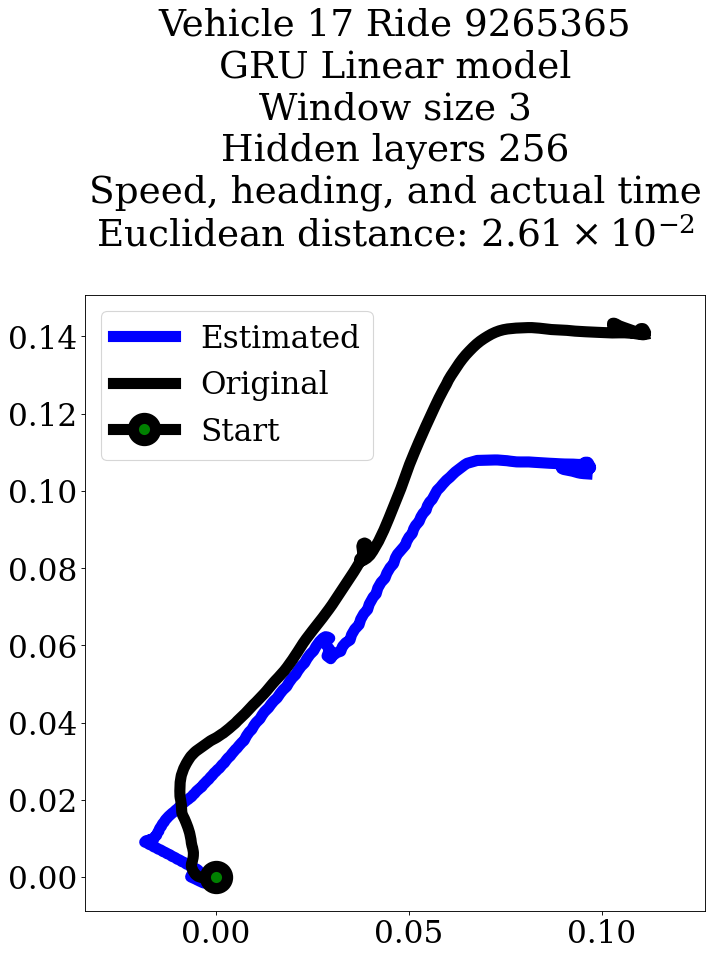 Vehicle 17 Ride 9265365
GRU Linear model
Window size 3
Hidden layers 256
Speed, heading, and actual time
Euclidean distance: 2.61 × 10⁻²
Estimated
Original
Start
0.14
0.12
0.10
0.08
0.06
0.04
0.02
0.00
0.00 0.05 0.10